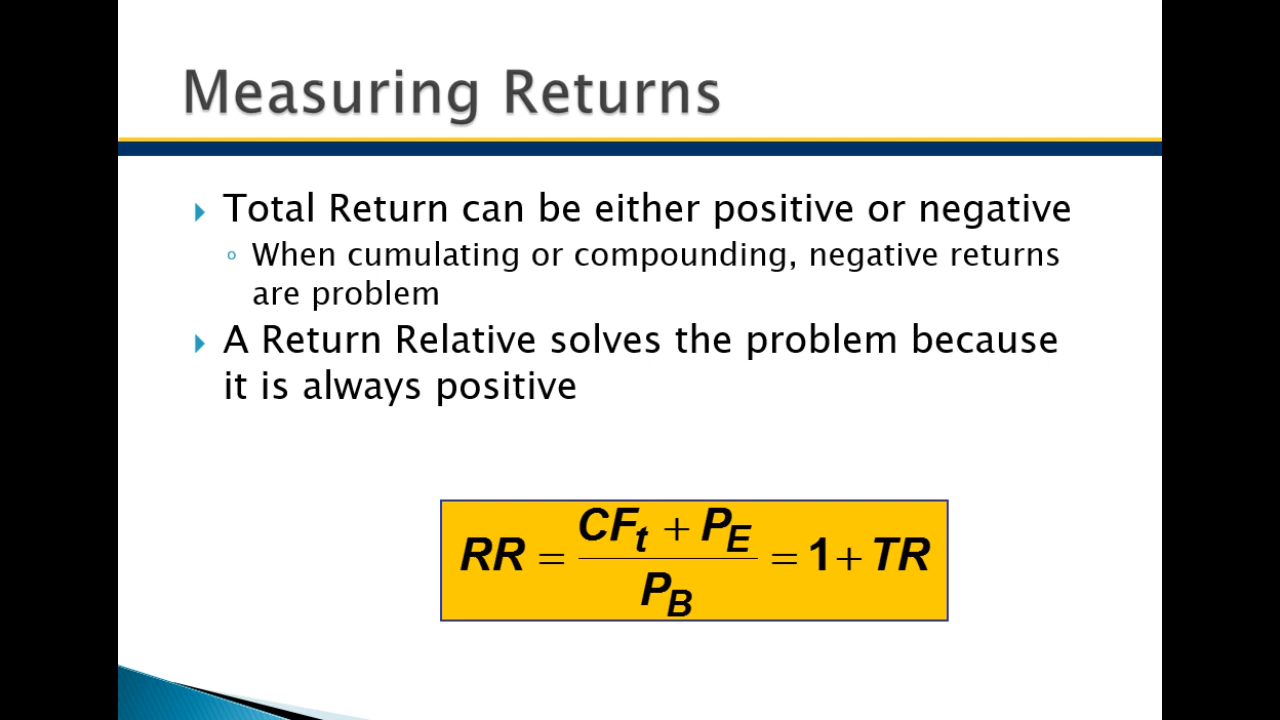 Measuring Returns
Total Return can be either positive or negative
When cumulating or compounding, negative returns
are problem
A Return Relative solves the problem because
it is always positive
RR = (CF_t + P_E) / P_B = 1 + TR